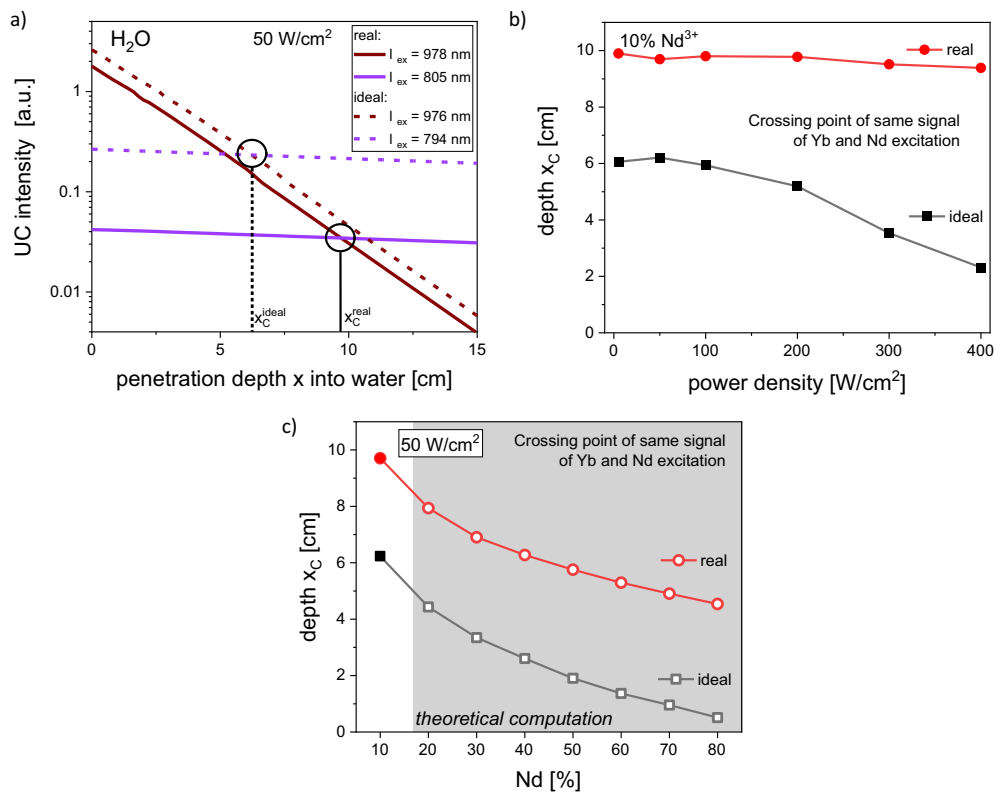 a)
H₂O
50 W/cm²
real:
I ex = 978 nm
I ex = 805 nm
ideal:
I ex = 976 nm
I ex = 794 nm
UC intensity [a.u.]
1
0.1
0.01
x_C^ideal
x_C^real
0
5
10
15
penetration depth x into water [cm]
b)
10% Nd³⁺
real
Crossing point of same signal
of Yb and Nd excitation
ideal
depth x_C [cm]
10
8
6
4
2
0
0
100
200
300
400
power density [W/cm²]
c)
50 W/cm²
Crossing point of same signal
of Yb and Nd excitation
real
ideal
theoretical computation
depth x_C [cm]
10
8
6
4
2
0
10
20
30
40
50
60
70
80
Nd [%]